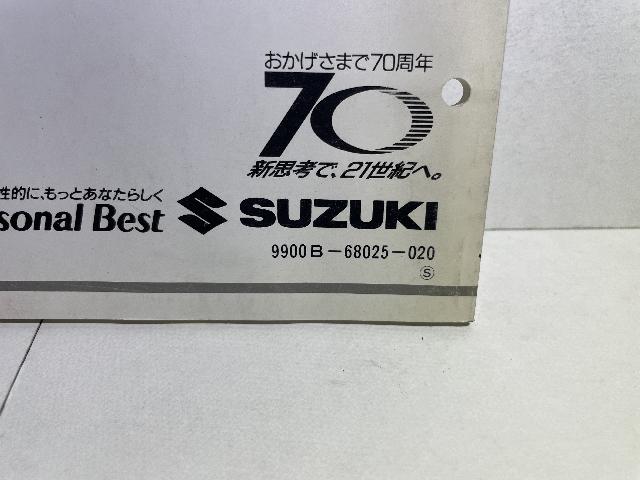 おかげさまで70周年
70
新思考で、21世紀へ。
性的に、もっとあなたらしく
sonal Best SUZUKI
9900B-68025-020
S